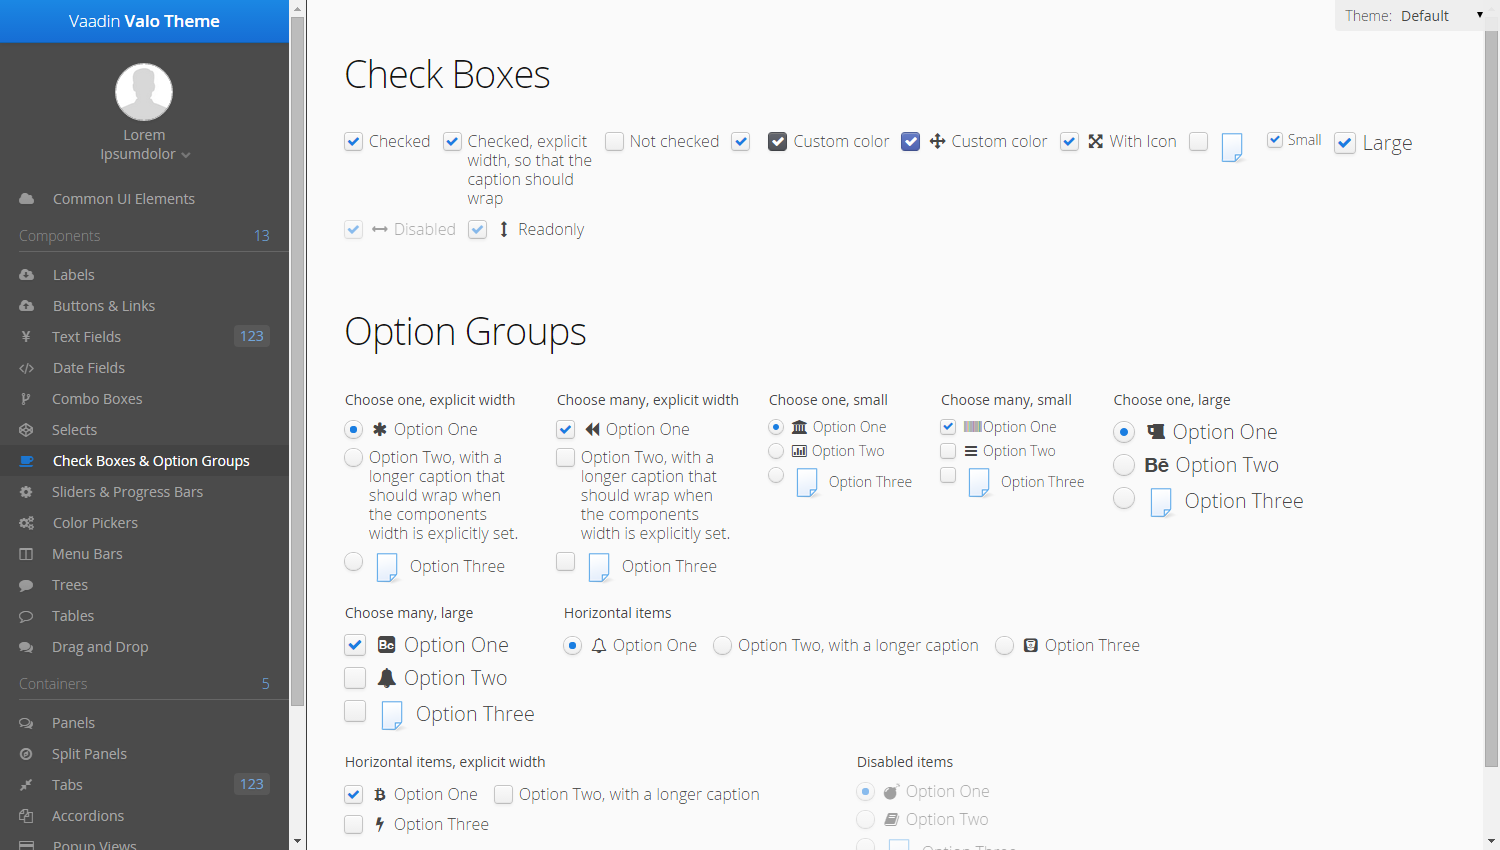 Vaadin Valo Theme
Lorem
Ipsumdolor
Common UI Elements
Components 13
Labels
Buttons & Links
Text Fields 123
Date Fields
Combo Boxes
Selects
Check Boxes & Option Groups
Sliders & Progress Bars
Color Pickers
Menu Bars
Trees
Tables
Drag and Drop
Containers 5
Panels
Split Panels
Tabs 123
Accordions
Popup Views
Theme: Default
Check Boxes
Checked
Checked, explicit
width, so that the
caption should
wrap
Not checked
Custom color
Custom color
With Icon
Small
Large
Disabled
Readonly
Option Groups
Choose one, explicit width
Option One
Option Two, with a
longer caption that
should wrap when
the components
width is explicitly set.
Option Three
Choose many, explicit width
Option One
Option Two, with a
longer caption that
should wrap when
the components
width is explicitly set.
Option Three
Choose one, small
Option One
Option Two
Option Three
Choose many, small
Option One
Option Two
Option Three
Choose one, large
Option One
Bē Option Two
Option Three
Choose many, large
Option One
Option Two
Option Three
Horizontal items
Option One
Option Two, with a longer caption
Option Three
Horizontal items, explicit width
Option One
Option Two, with a longer caption
Option Three
Disabled items
Option One
Option Two
Option Three